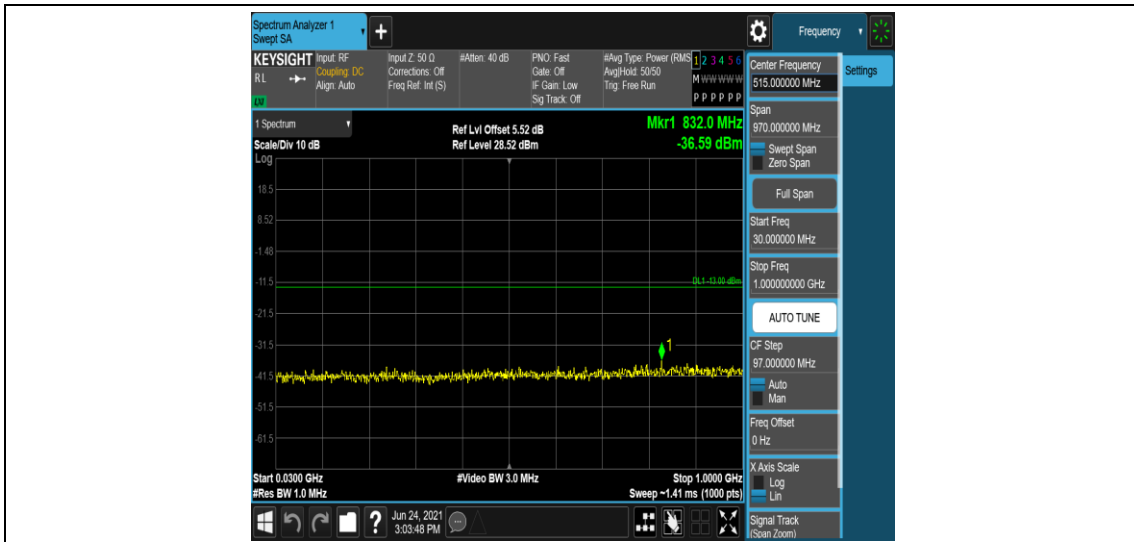 Spectrum Analyzer 1
Swept SA
+
Frequency
KEYSIGHT
RL
LXI
Input: RF
Coupling: DC
Align: Auto
Input Z: 50 Ω
Corrections: Off
Freq Ref: Int (S)
#Atten: 40 dB
PNO: Fast
Gate: Off
IF Gain: Low
Sig Track: Off
#Avg Type: Power (RMS
Avg|Hold: 50/50
Trig: Free Run
1 2 3 4 5 6
M W W W W W
P P P P P P
1 Spectrum
Scale/Div 10 dB
Log
Ref Lvl Offset 5.52 dB
Ref Level 28.52 dBm
Mkr1 832.0 MHz
-36.59 dBm
18.5
8.52
-1.48
-11.5
DL1 -13.00 dBm
-21.5
-31.5
1
-41.5
-51.5
-61.5
Start 0.0300 GHz
#Res BW 1.0 MHz
#Video BW 3.0 MHz
Stop 1.0000 GHz
Sweep ~1.41 ms (1000 pts)
?
Jun 24, 2021
3:03:48 PM
Center Frequency
515.000000 MHz
Settings
Span
970.000000 MHz
Swept Span
Zero Span
Full Span
Start Freq
30.000000 MHz
Stop Freq
1.000000000 GHz
AUTO TUNE
CF Step
97.000000 MHz
Auto
Man
Freq Offset
0 Hz
X Axis Scale
Log
Lin
Signal Track
(Span Zoom)